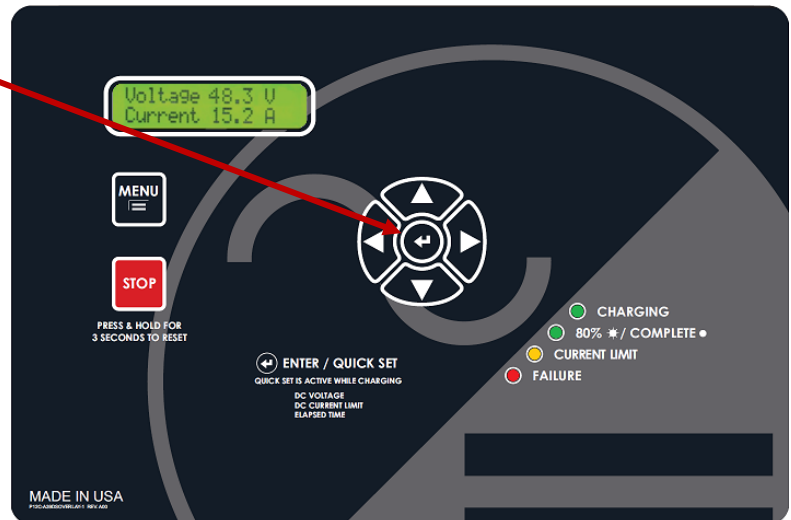 Voltage 48.3 V
Current 15.2 A
MENU
STOP
PRESS & HOLD FOR
3 SECONDS TO RESET
ENTER / QUICK SET
QUICK SET IS ACTIVE WHILE CHARGING
DC VOLTAGE
DC CURRENT LIMIT
ELAPSED TIME
CHARGING
80% / COMPLETE
CURRENT LIMIT
FAILURE
MADE IN USA